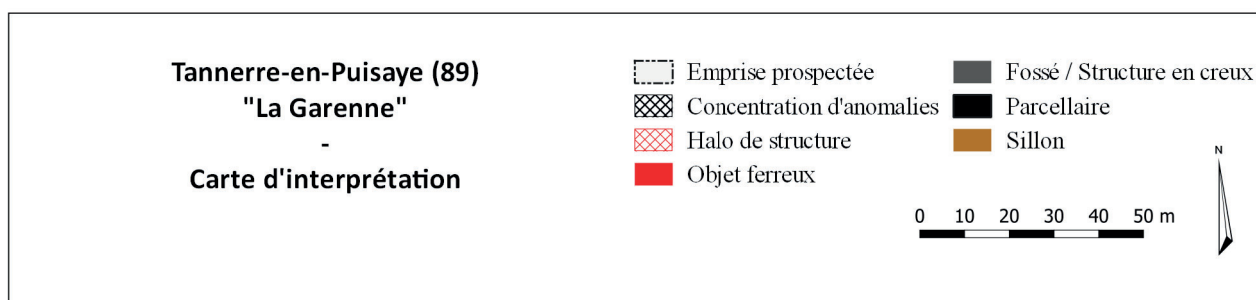 Tannerre-en-Puisaye (89)
"La Garenne"
-
Carte d'interprétation
Emprise prospectée
Concentration d'anomalies
Halo de structure
Objet ferreux
Fossé / Structure en creux
Parcellaire
Sillon
N
0 10 20 30 40 50 m